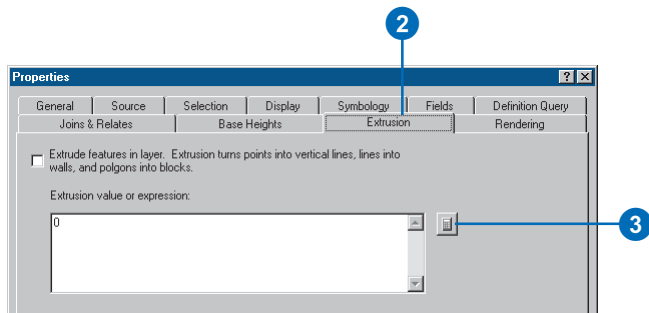 2
Properties
? X
General Source Selection Display Symbology Fields Definition Query
Joins & Relates Base Heights Extrusion Rendering
Extrude features in layer. Extrusion turns points into vertical lines, lines into
walls, and polgons into blocks.
Extrusion value or expression:
0
3